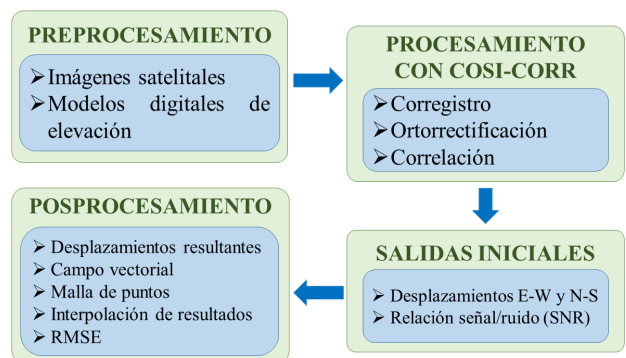 PREPROCESAMIENTO
➢Imágenes satelitales
➢Modelos digitales de
elevación
PROCESAMIENTO
CON COSI-CORR
➢Corregistro
➢Ortorrectificación
➢Correlación
SALIDAS INICIALES
➢ Desplazamientos E-W y N-S
➢ Relación señal/ruido (SNR)
POSPROCESAMIENTO
➢ Desplazamientos resultantes
➢ Campo vectorial
➢ Malla de puntos
➢ Interpolación de resultados
➢ RMSE